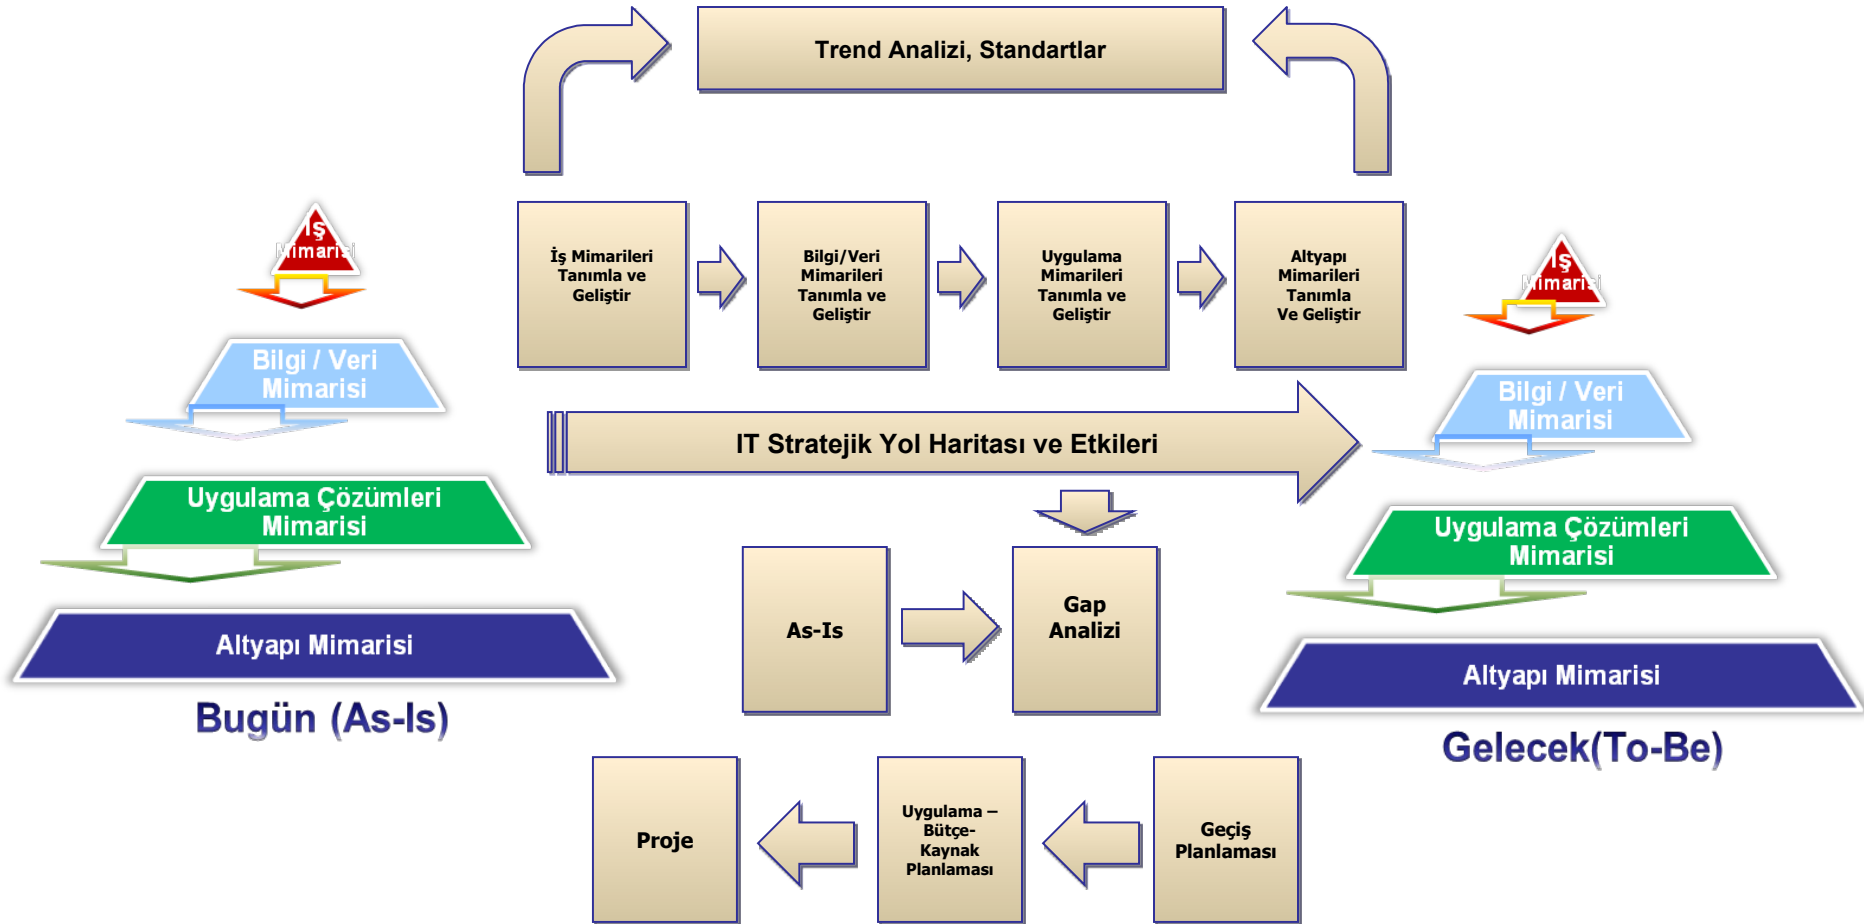 Trend Analizi, Standartlar
İş
Mimarisi
Bilgi / Veri
Mimarisi
Uygulama Çözümleri
Mimarisi
Altyapı Mimarisi
Bugün (As-Is)
İş Mimarileri
Tanımla ve
Geliştir
Bilgi/Veri
Mimarileri
Tanımla ve
Geliştir
Uygulama
Mimarileri
Tanımla ve
Geliştir
Altyapı
Mimarileri
Tanımla
Ve Geliştir
IT Stratejik Yol Haritası ve Etkileri
As-Is
Gap
Analizi
Geçiş
Planlaması
Uygulama –
Bütçe-
Kaynak
Planlaması
Proje
İş
Mimarisi
Bilgi / Veri
Mimarisi
Uygulama Çözümleri
Mimarisi
Altyapı Mimarisi
Gelecek(To-Be)